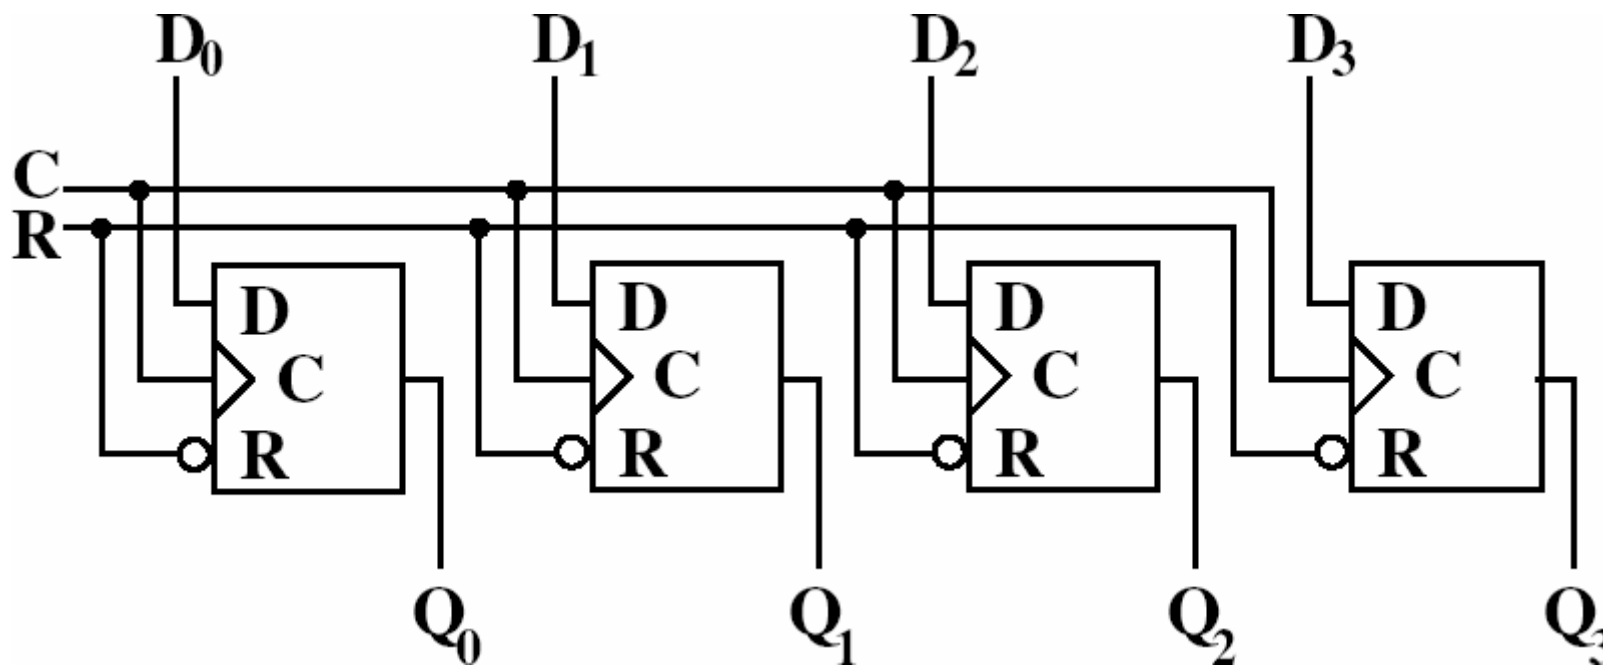 D0 D1 D2 D3
C
R
D D D D
C C C C
R R R R
Q0 Q1 Q2 Q3